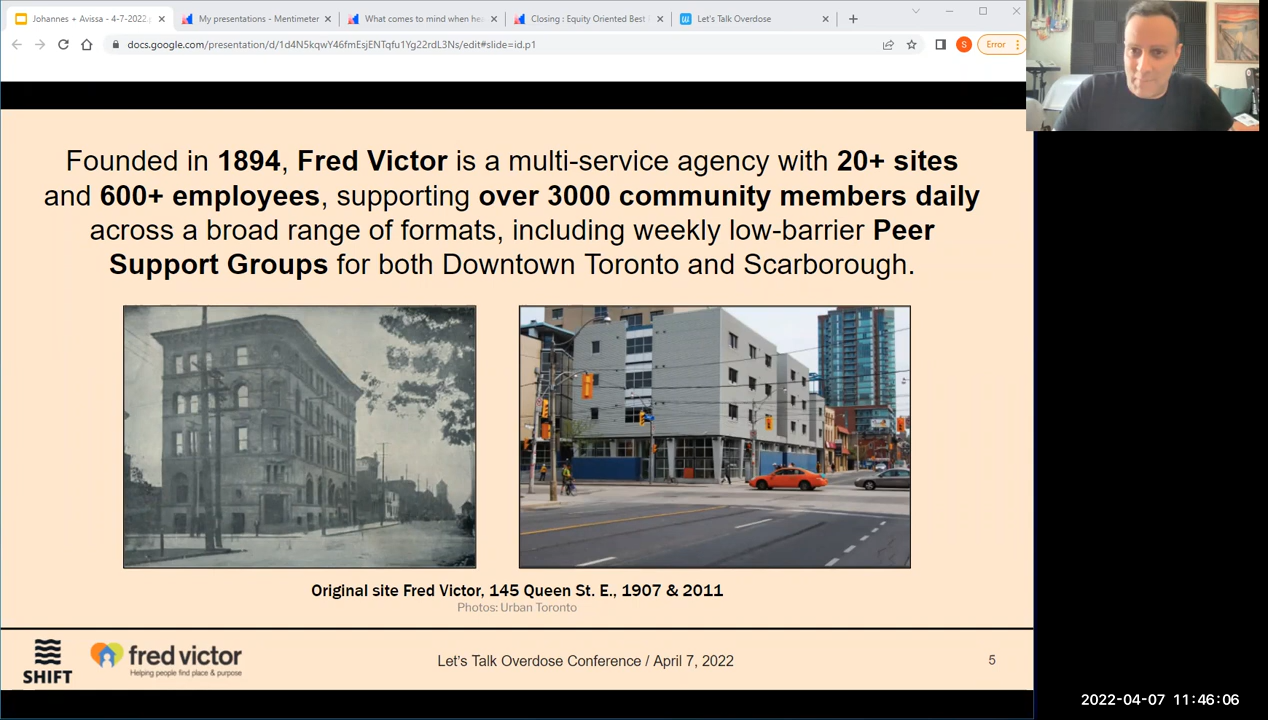 Johannes + Avissa - 4-7-2022.
My presentations - Mentimeter
What comes to mind when he
Closing : Equity Oriented Best
Let's Talk Overdose
docs.google.com/presentation/d/1d4N5kqwY46fmEsjENTqfu1Yg22rdL3Ns/edit#slide=id.p1
S
Error
Founded in 1894, Fred Victor is a multi-service agency with 20+ sites
and 600+ employees, supporting over 3000 community members daily
across a broad range of formats, including weekly low-barrier Peer
Support Groups for both Downtown Toronto and Scarborough.
Original site Fred Victor, 145 Queen St. E., 1907 & 2011
Photos: Urban Toronto
SHIFT
fred victor
Helping people find place & purpose
Let's Talk Overdose Conference / April 7, 2022
5
2022-04-07 11:46:06